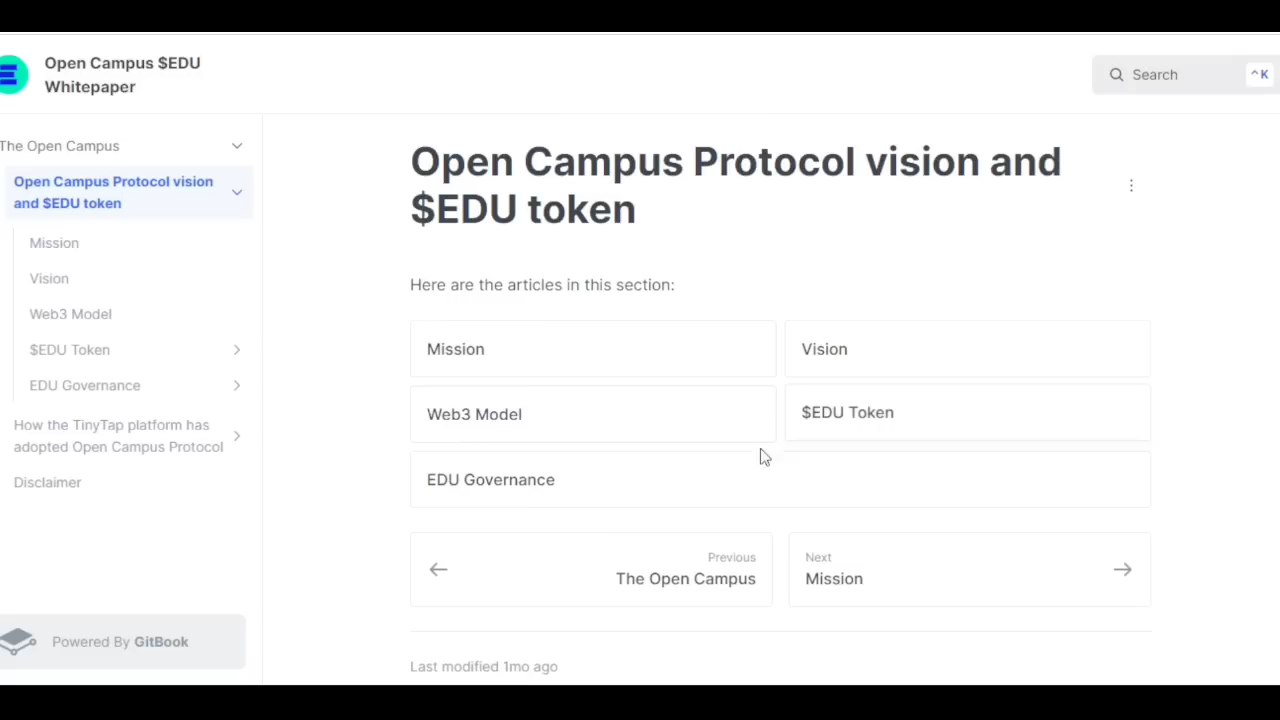 Open Campus $EDU
Whitepaper
Search
^K
The Open Campus
Open Campus Protocol vision
and $EDU token
Mission
Vision
Web3 Model
$EDU Token
EDU Governance
How the TinyTap platform has
adopted Open Campus Protocol
Disclaimer
Powered By GitBook
Open Campus Protocol vision and
$EDU token
Here are the articles in this section:
Mission
Vision
Web3 Model
$EDU Token
EDU Governance
Previous
The Open Campus
Next
Mission
Last modified 1mo ago